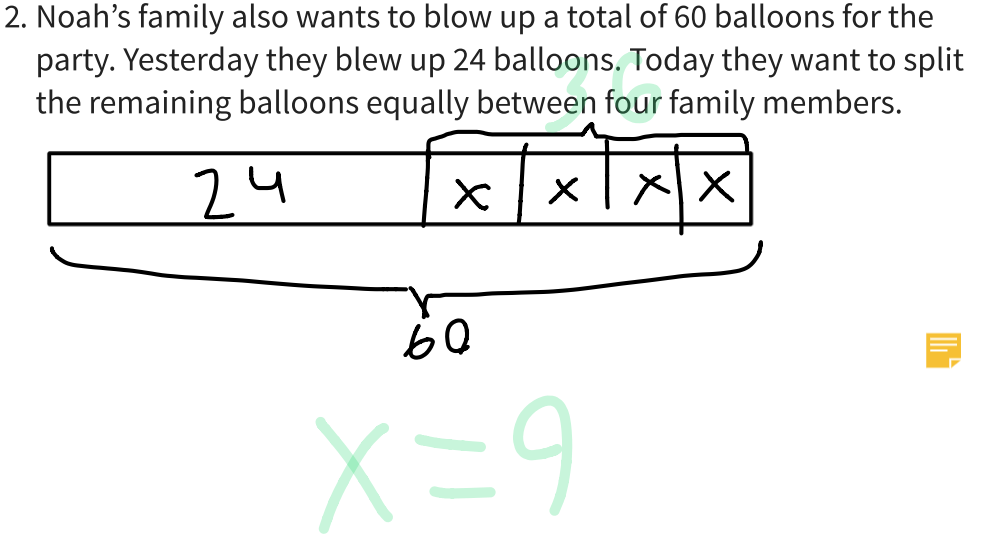 2. Noah’s family also wants to blow up a total of 60 balloons for the
party. Yesterday they blew up 24 balloons. Today they want to split
the remaining balloons equally between four family members.
36
24 x x x x
60
x=9